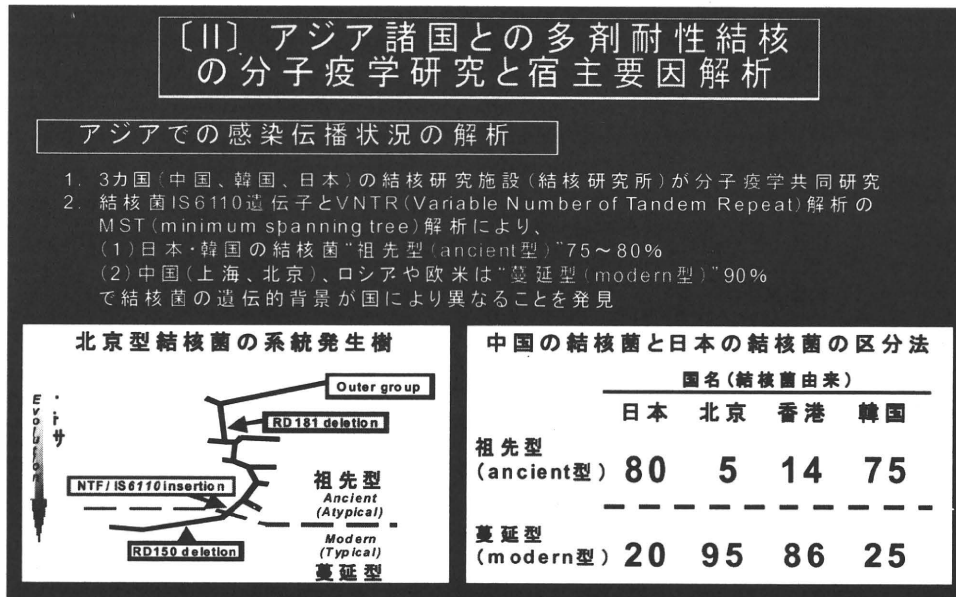 〔II〕アジア諸国との多剤耐性結核
の分子疫学研究と宿主要因解析
アジアでの感染伝播状況の解析
1. 3カ国(中国、韓国、日本)の結核研究施設(結核研究所)が分子疫学共同研究
2. 結核菌IS6110遺伝子とVNTR(Variable Number of Tandem Repeat)解析の
MST(minimum spanning tree)解析により、
(1)日本・韓国の結核菌"祖先型(ancient型)"75～80%
(2)中国(上海、北京)、ロシアや欧米は"蔓延型(modern型)"90%
で結核菌の遺伝的背景が国により異なることを発見
北京型結核菌の系統発生樹
Outer group
RD181 deletion
Evolution
NTF/IS6110insertion
祖先型
Ancient
(Atypical)
Modern
(Typical)
蔓延型
RD150 deletion
中国の結核菌と日本の結核菌の区分法
国名(結核菌由来)
日本 北京 香港 韓国
祖先型
(ancient型) 80 5 14 75
蔓延型
(modern型) 20 95 86 25